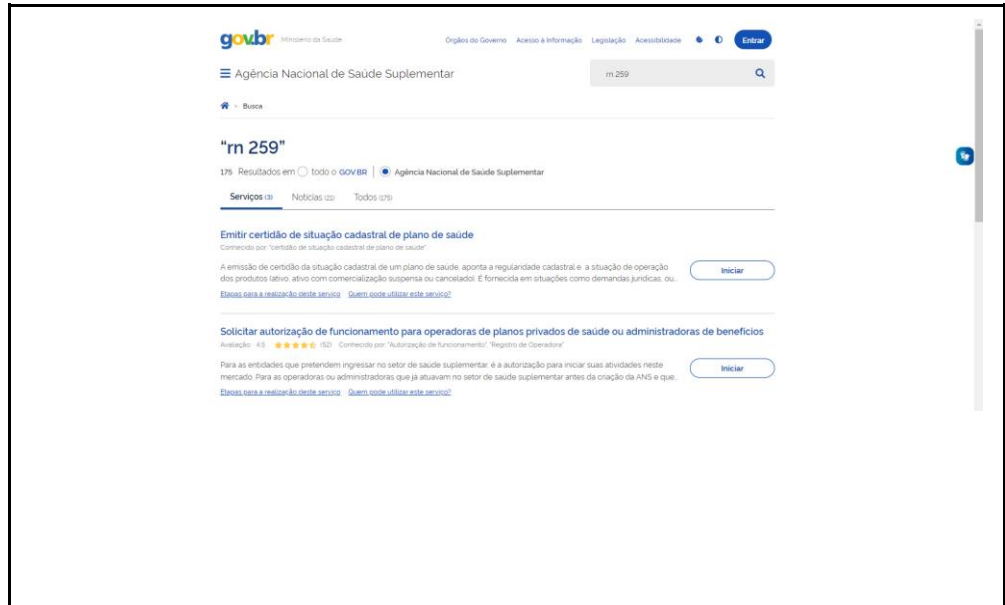 gov.br Ministério da Saúde Órgãos do Governo Acesso à Informação Legislação Acessibilidade Entrar
Agência Nacional de Saúde Suplementar rn 259
Busca
“rn 259”
175 Resultados em todo o GOV.BR Agência Nacional de Saúde Suplementar
Serviços (3) Notícias (22) Todos (175)
Emitir certidão de situação cadastral de plano de saúde
Conhecido por: "certidão de situação cadastral de plano de saúde"
A emissão de certidão da situação cadastral de um plano de saúde, aponta a regularidade cadastral e a situação de operação
dos produtos (ativo, ativo com comercialização suspensa ou cancelado). É fornecida em situações como demandas jurídicas, ou...
Iniciar
Etapas para a realização deste serviço Quem pode utilizar este serviço?
Solicitar autorização de funcionamento para operadoras de planos privados de saúde ou administradoras de benefícios
Avaliação: 4.5 (52) Conhecido por: "Autorização de funcionamento", "Registro de Operadora"
Para as entidades que pretendem ingressar no setor de saúde suplementar, é a autorização para iniciar suas atividades neste
mercado. Para as operadoras ou administradoras que já atuavam no setor de saúde suplementar antes da criação da ANS e que...
Iniciar
Etapas para a realização deste serviço Quem pode utilizar este serviço?